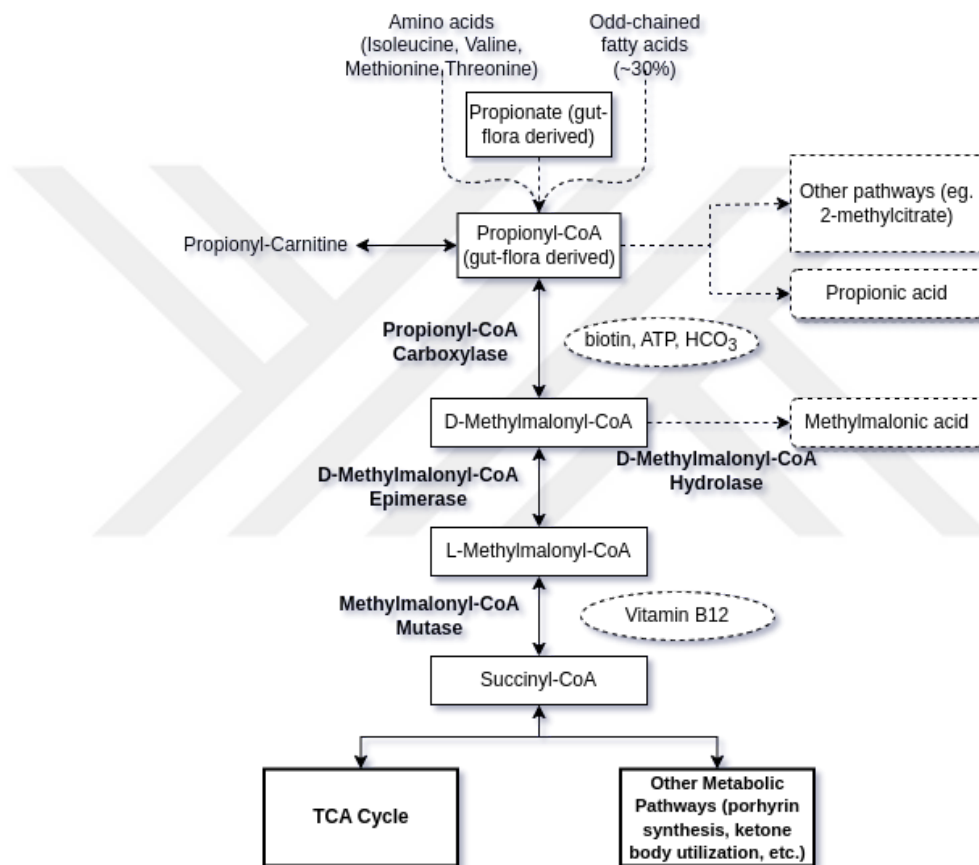 Amino acids
(Isoleucine, Valine,
Methionine,Threonine)
Odd-chained
fatty acids
(~30%)
Propionate (gut-
flora derived)
Propionyl-Carnitine
Propionyl-CoA
(gut-flora derived)
Other pathways (eg.
2-methylcitrate)
Propionic acid
Propionyl-CoA
Carboxylase
biotin, ATP, HCO3
D-Methylmalonyl-CoA
Methylmalonic acid
D-Methylmalonyl-CoA
Epimerase
D-Methylmalonyl-CoA
Hydrolase
L-Methylmalonyl-CoA
Methylmalonyl-CoA
Mutase
Vitamin B12
Succinyl-CoA
TCA Cycle
Other Metabolic
Pathways (porhyrin
synthesis, ketone
body utilization, etc.)